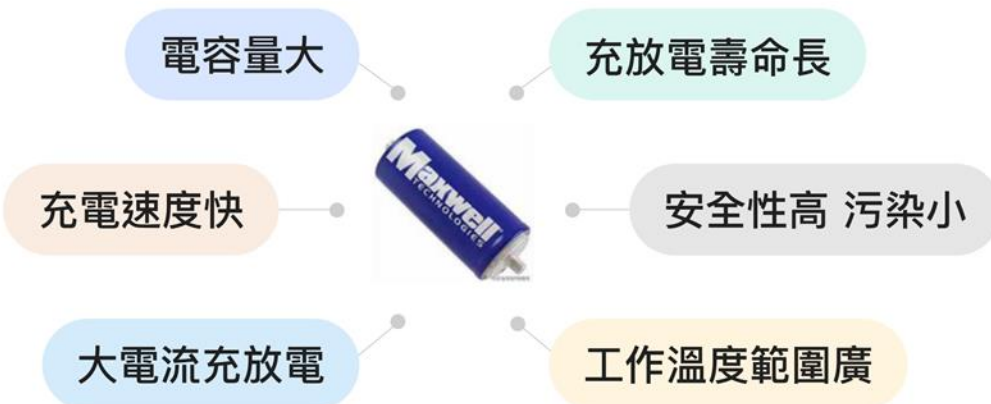 電容量大
充放電壽命長
充電速度快
Maxwell
TECHNOLOGIES
安全性高 污染小
大電流充放電
工作溫度範圍廣